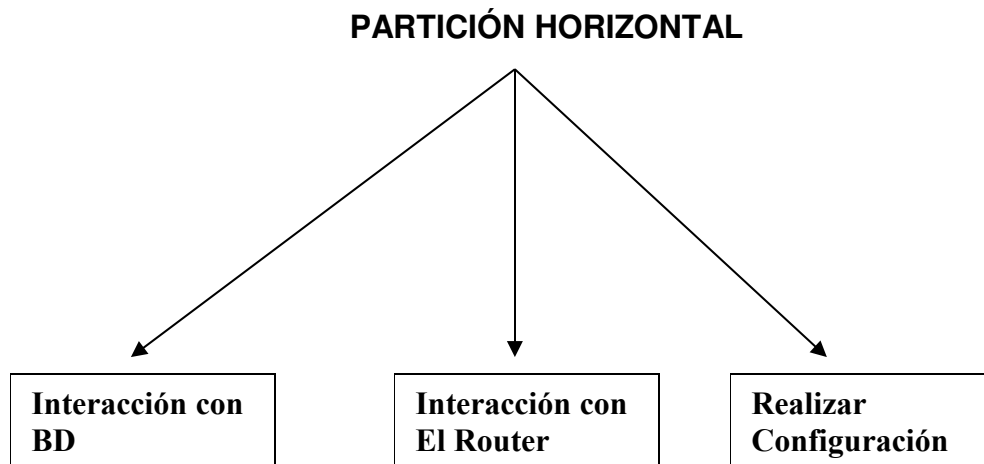 PARTICIÓN HORIZONTAL
Interacción con
BD
Interacción con
El Router
Realizar
Configuración